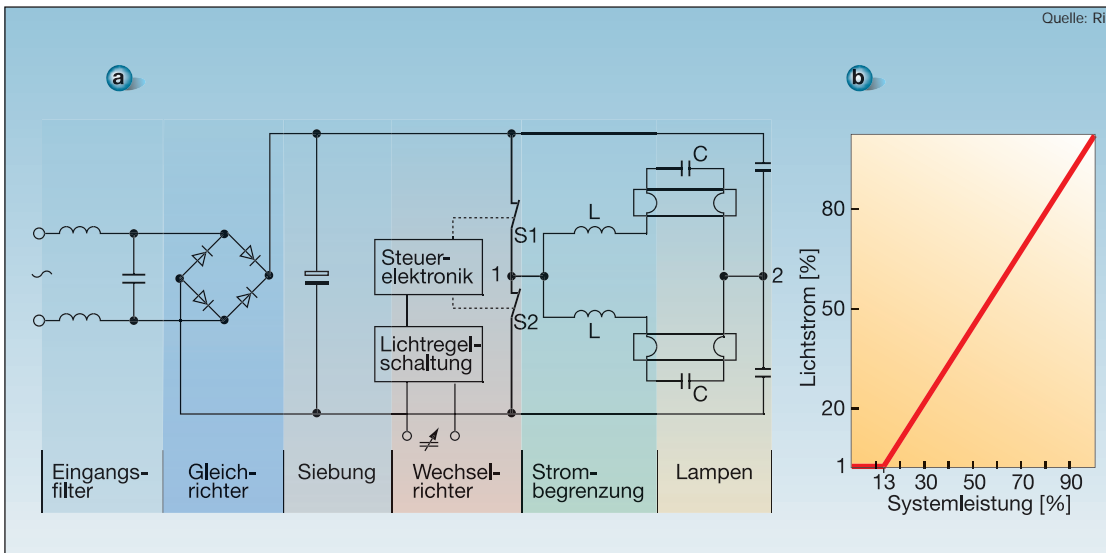 Quelle: Ri
a
b
C
L
S1
Steuer-
elektronik
1
2
S2
L
Lichtregel-
schaltung
C
Eingangs-
filter
Gleich-
richter
Siebung
Wechsel-
richter
Strom-
begrenzung
Lampen
Lichtstrom [%]
80
50
20
1
13 30 50 70 90
Systemleistung [%]